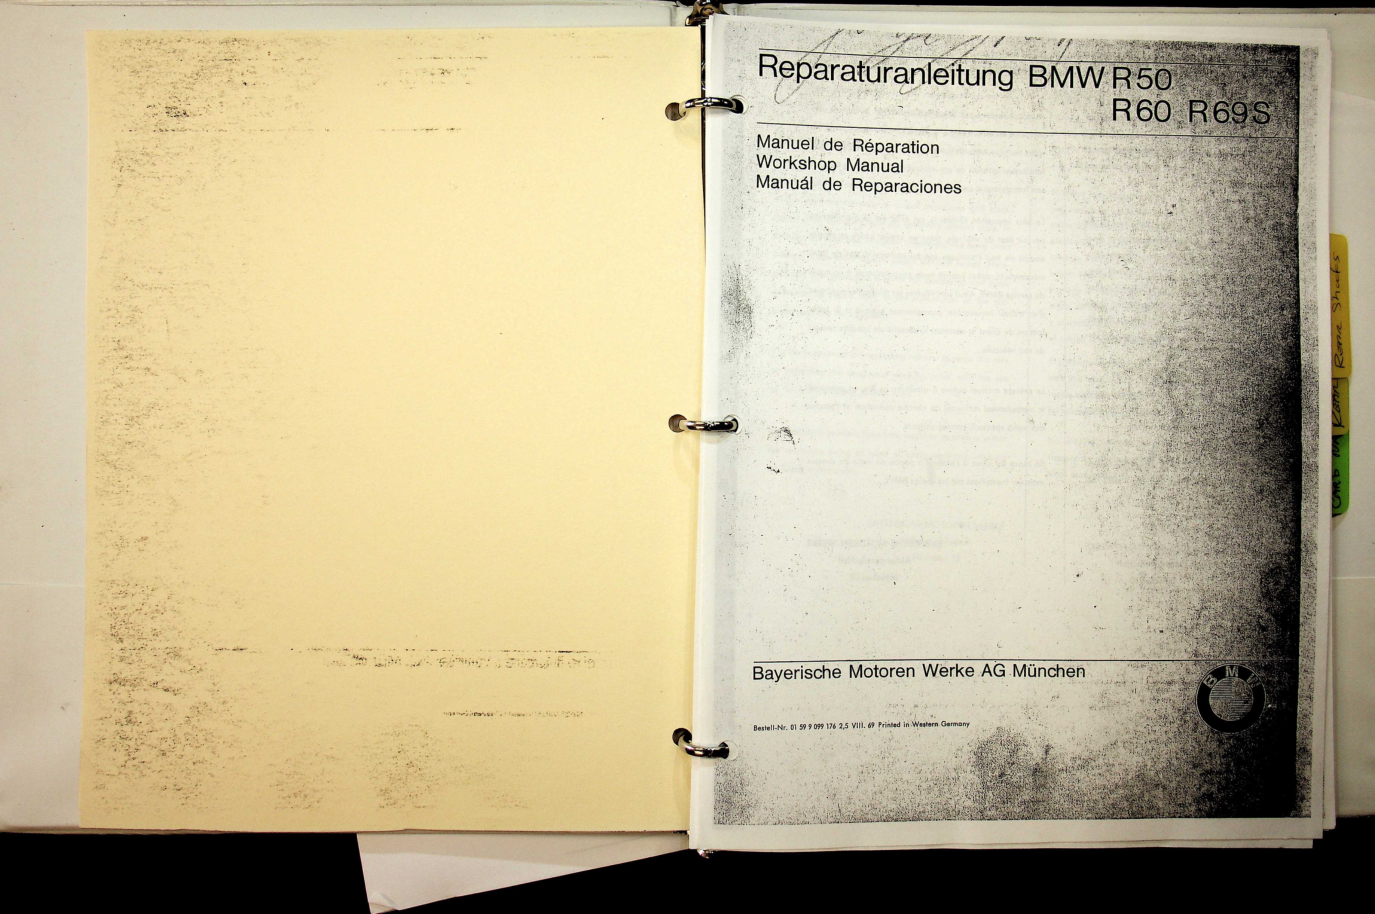 Reparaturanleitung BMW R50
R60 R69S
Manuel de Réparation
Workshop Manual
Manuál de Reparaciones
Bayerische Motoren Werke AG München
BMW
Bestell-Nr. 01 59 9 099 176 2,5 VIII. 69 Printed in Western Germany